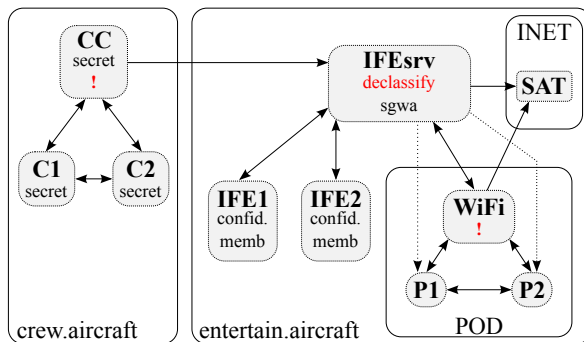 CC
secret
!
C1
secret
C2
secret
crew.aircraft
IFEsrv
declassify
sgwa
INET
SAT
IFE1
confid.
memb
IFE2
confid.
memb
WiFi
!
P1
P2
POD
entertain.aircraft